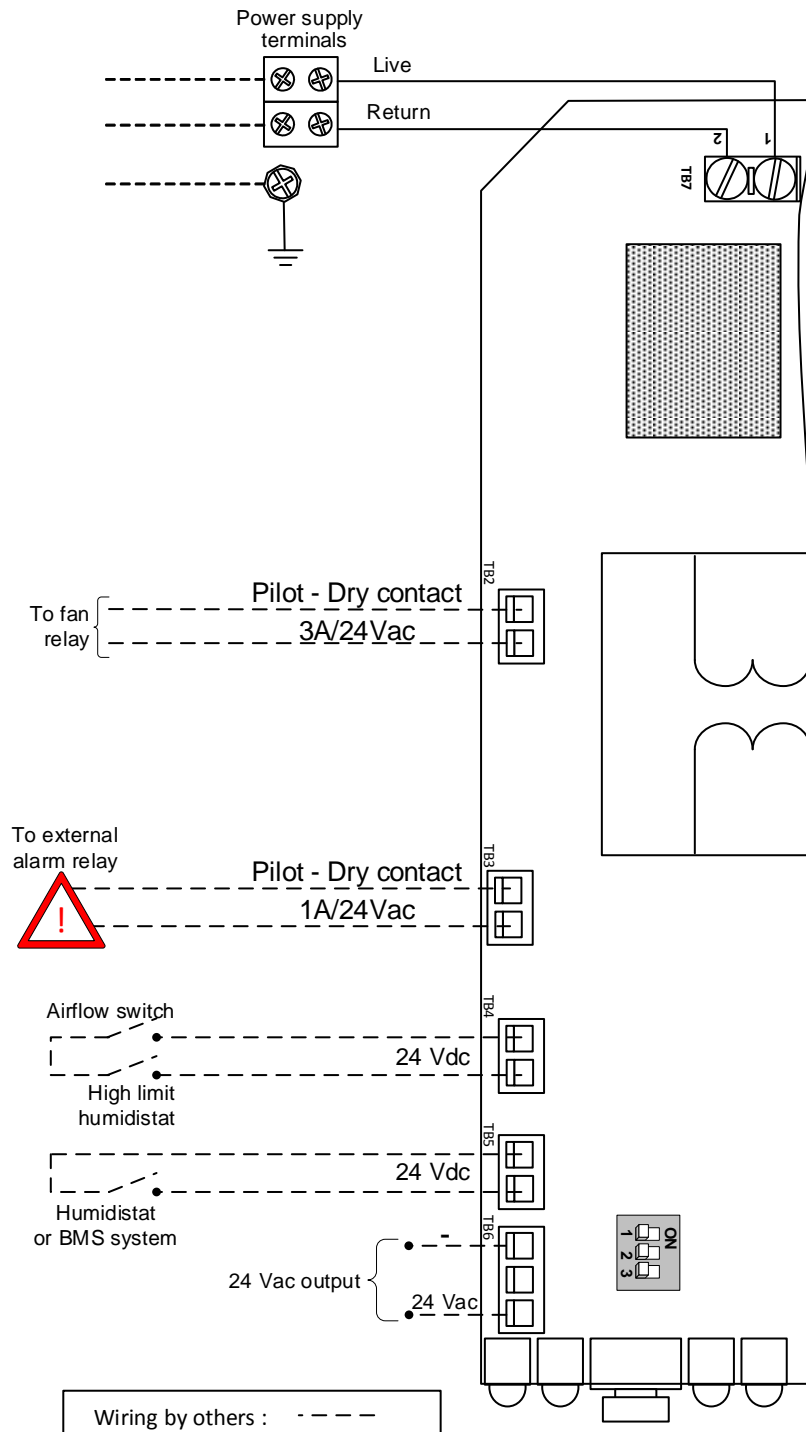 Power supply
terminals
Live
Return
2
1
TB7
TB2
Pilot - Dry contact
To fan
relay
3A/24Vac
To external
alarm relay
TB3
Pilot - Dry contact
1A/24Vac
!
TB4
Airflow switch
24 Vdc
High limit
humidistat
TB5
24 Vdc
Humidistat
or BMS system
TB6
-
24 Vac output
24 Vac
ON
1
2
3
Wiring by others :